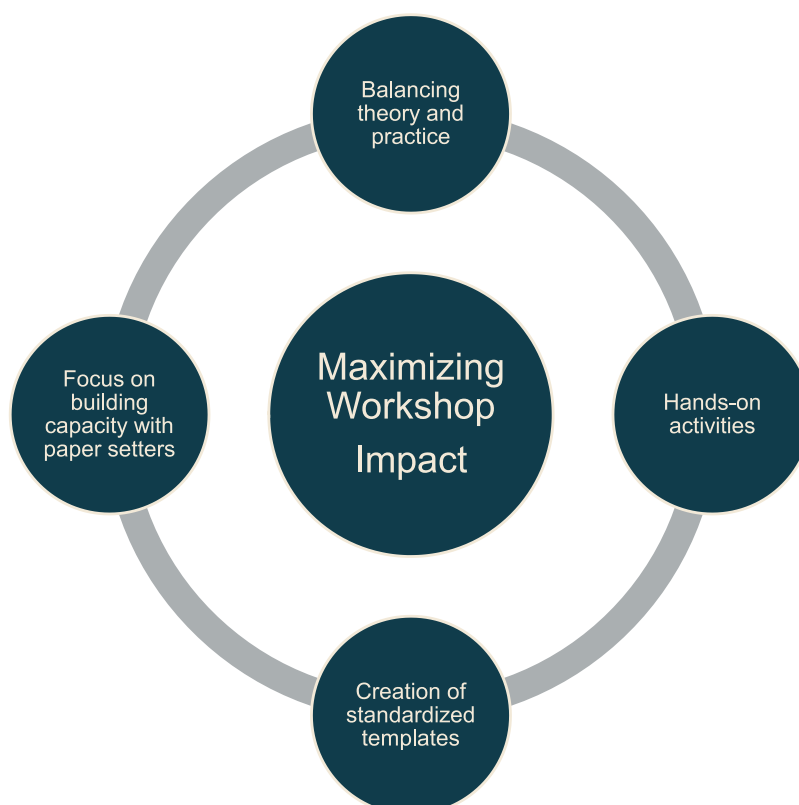 Balancing
theory and
practice
Focus on
building
capacity with
paper setters
Maximizing
Workshop
Impact
Hands-on
activities
Creation of
standardized
templates